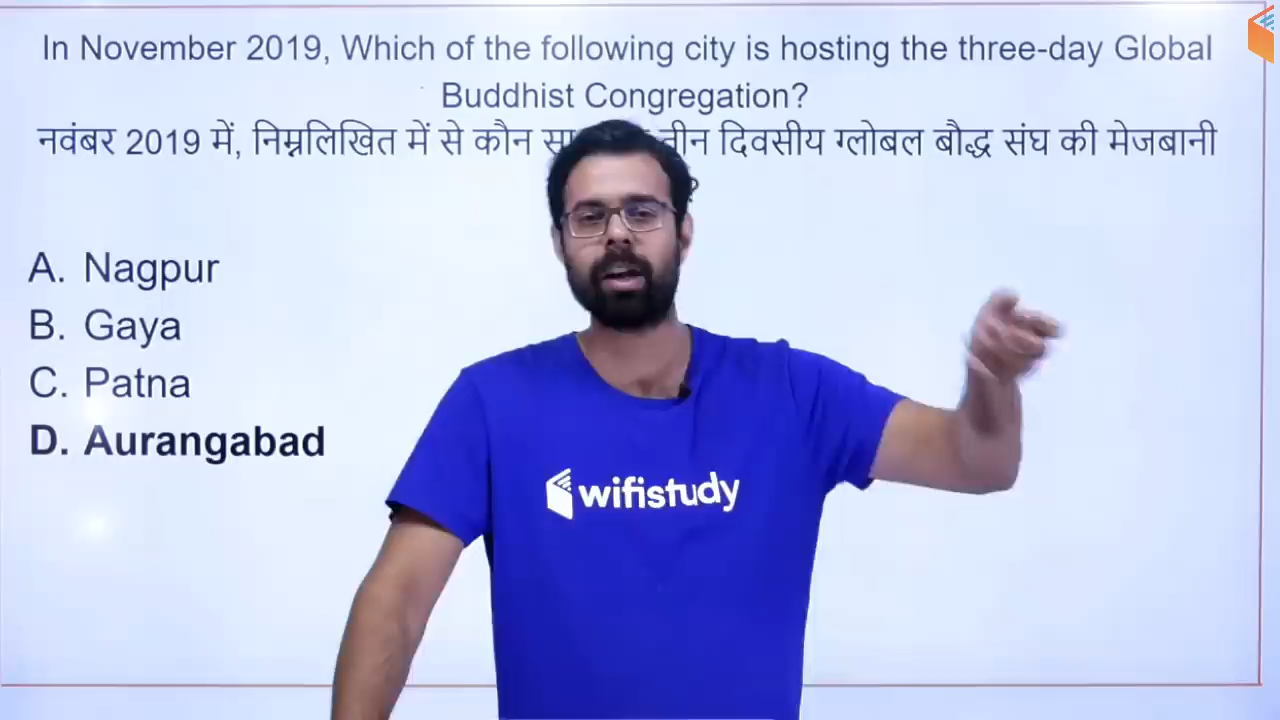 In November 2019, Which of the following city is hosting the three-day Global
Buddhist Congregation?
नवंबर 2019 में, निम्नलिखित में से कौन दिवसीय ग्लोबल बौद्ध संघ की मेजबानी
A. Nagpur
B. Gaya
C. Patna
D. Aurangabad
wifistudy